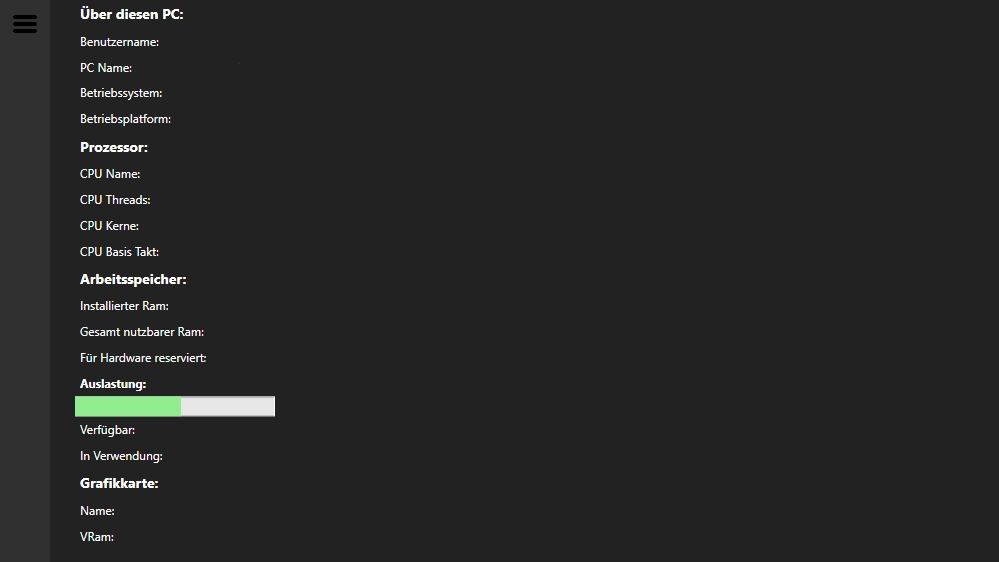 Über diesen PC:
Benutzername:
PC Name:
Betriebssystem:
Betriebsplatform:
Prozessor:
CPU Name:
CPU Threads:
CPU Kerne:
CPU Basis Takt:
Arbeitsspeicher:
Installierter Ram:
Gesamt nutzbarer Ram:
Für Hardware reserviert:
Auslastung:
Verfügbar:
In Verwendung:
Grafikkarte:
Name:
VRam: